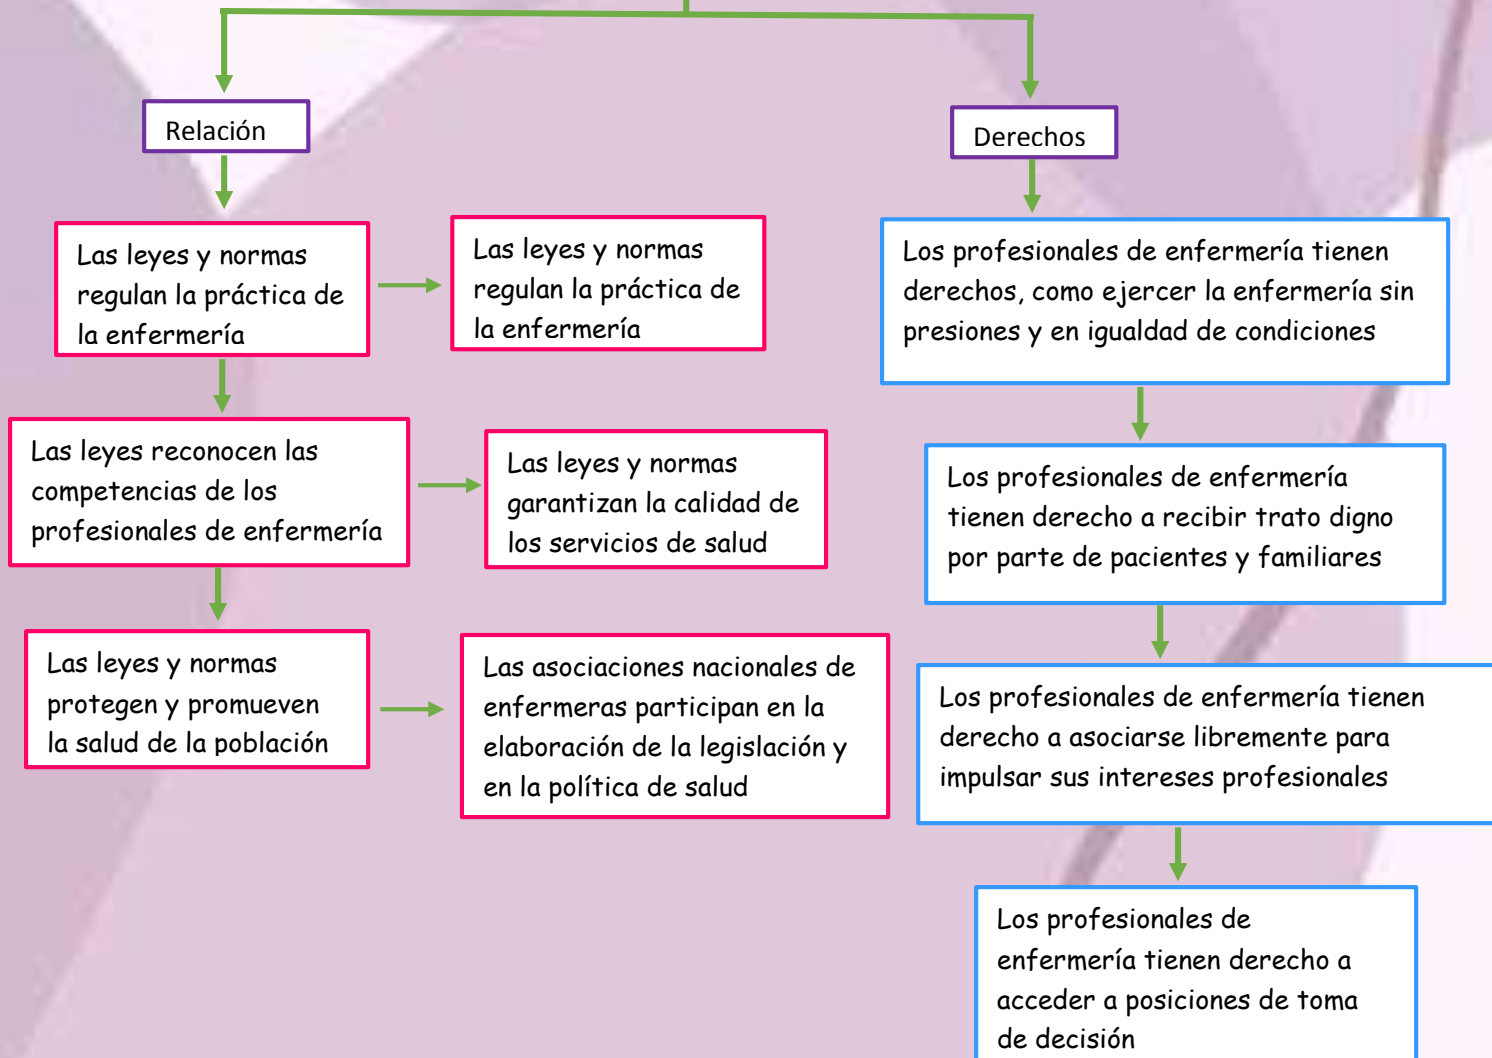 Relación
Derechos
Las leyes y normas
regulan la práctica de
la enfermería
Las leyes y normas
regulan la práctica de
la enfermería
Las leyes reconocen las
competencias de los
profesionales de enfermería
Las leyes y normas
garantizan la calidad de
los servicios de salud
Las leyes y normas
protegen y promueven
la salud de la población
Las asociaciones nacionales de
enfermeras participan en la
elaboración de la legislación y
en la política de salud
Los profesionales de enfermería tienen
derechos, como ejercer la enfermería sin
presiones y en igualdad de condiciones
Los profesionales de enfermería
tienen derecho a recibir trato digno
por parte de pacientes y familiares
Los profesionales de enfermería tienen
derecho a asociarse libremente para
impulsar sus intereses profesionales
Los profesionales de
enfermería tienen derecho a
acceder a posiciones de toma
de decisión